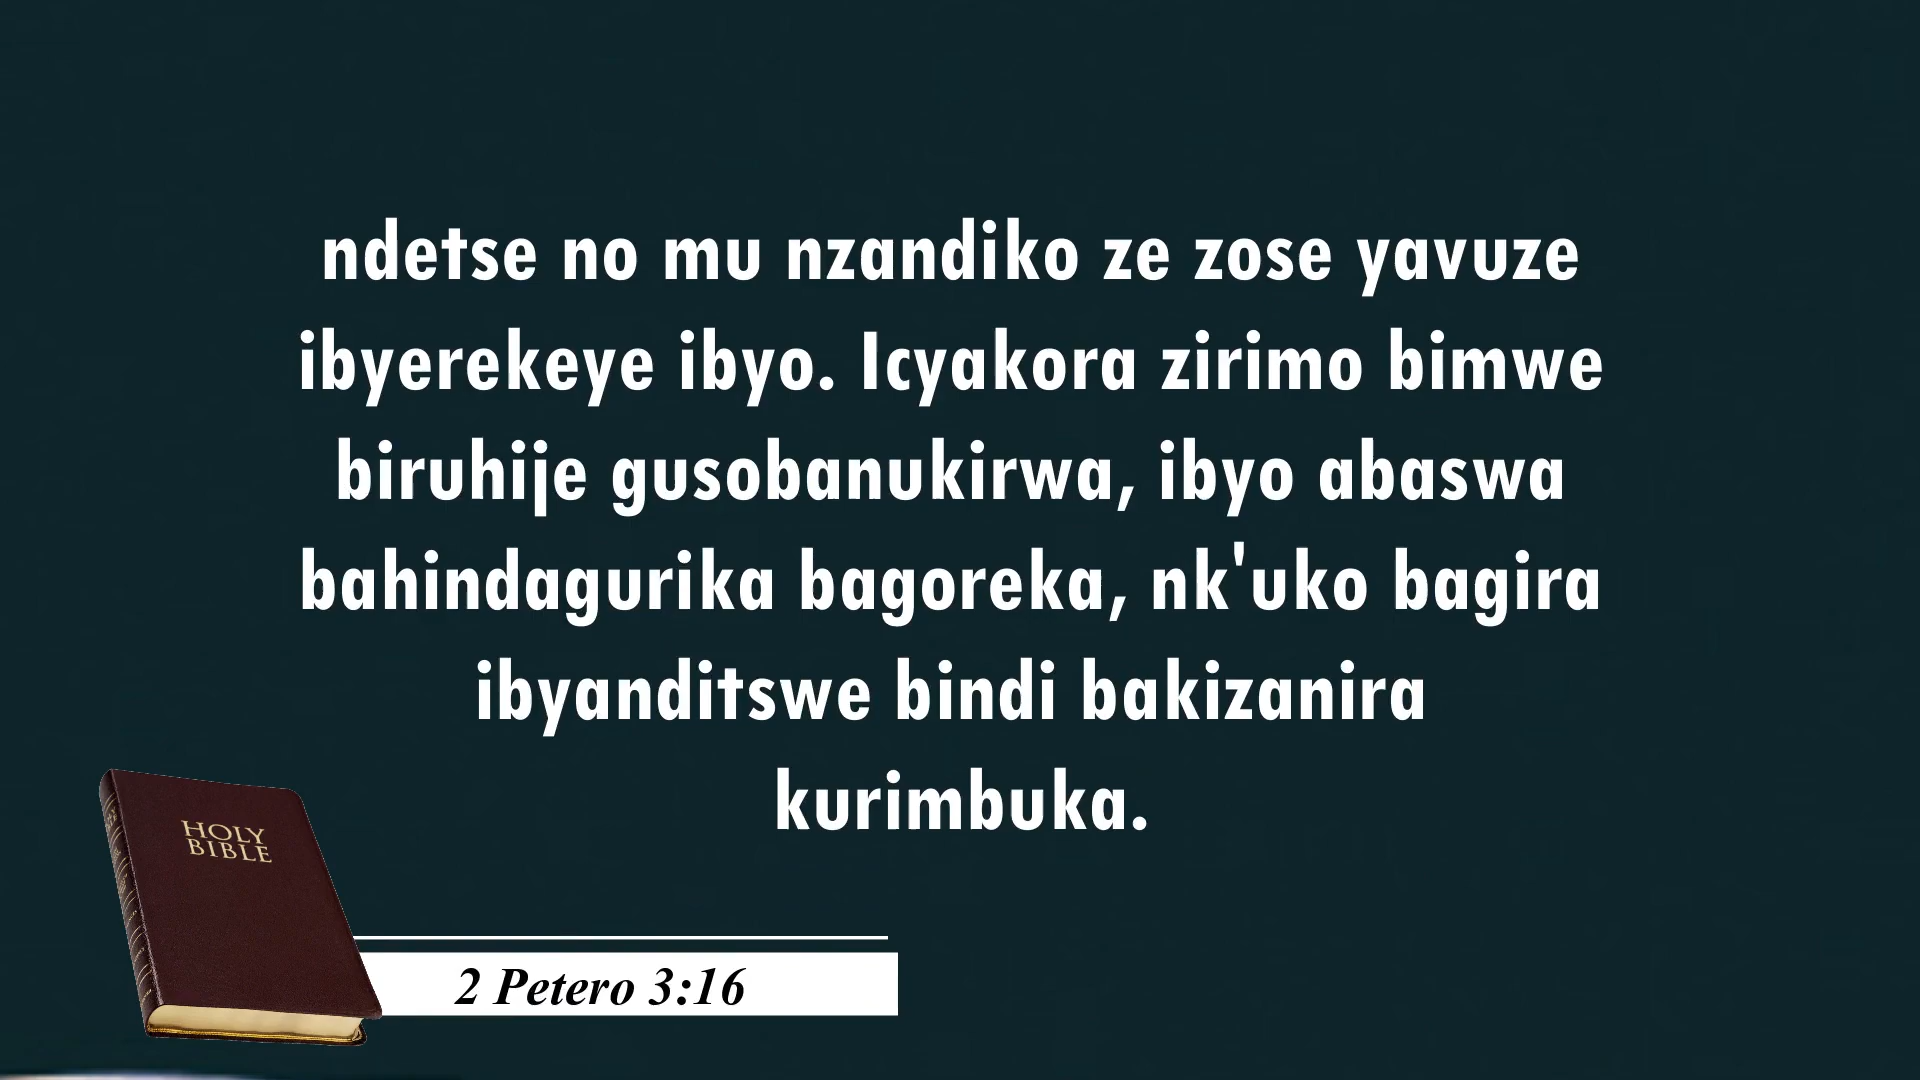 ndetse no mu nzandiko ze zose yavuze
ibyerekeye ibyo. Icyakora zirimo bimwe
biruhije gusobanukirwa, ibyo abaswa
bahindagurika bagoreka, nk'uko bagira
ibyanditswe bindi bakizanira
kurimbuka.
HOLY
BIBLE
2 Petero 3:16